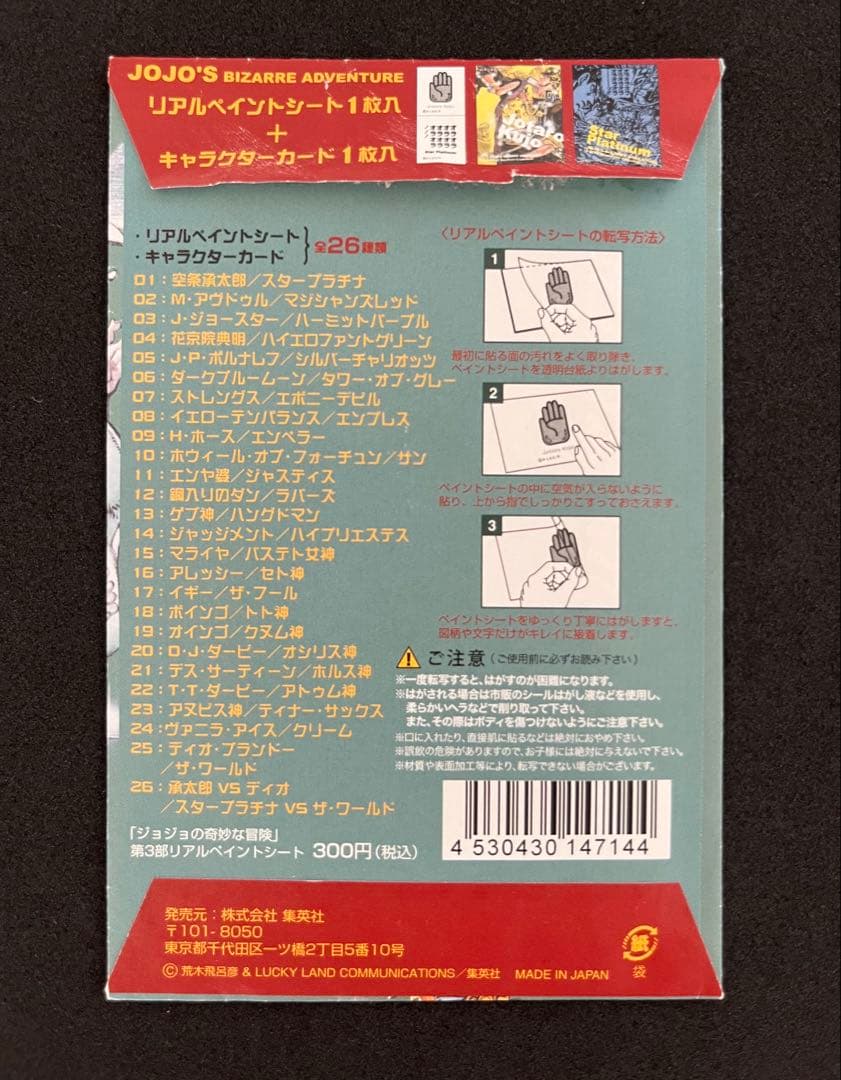 JOJO'S BIZARRE ADVENTURE
リアルペイントシート1枚入
+
キャラクターカード1枚入
Jotaro
Kujo
Star
Platinum
・リアルペイントシート
・キャラクターカード
全26種類
01：空条承太郎／スタープラチナ
02：M・アヴドゥル／マジシャンズレッド
03：J・ジョースター／ハーミットパープル
04：花京院典明／ハイエロファントグリーン
05：J・P・ポルナレフ／シルバーチャリオッツ
06：ダークブルームーン／タワー・オブ・グレー
07：ストレングス／エボニーデビル
08：イエローテンパランス／エンプレス
09：H・ホース／エンペラー
10：ホウィール・オブ・フォーチュン／サン
11：エンヤ婆／ジャスティス
12：鋼入りのダン／ラバーズ
13：ゲブ神／ハングドマン
14：ジャッジメント／ハイプリエステス
15：マライヤ／バステト女神
16：アレッシー／セト神
17：イギー／ザ・フール
18：ボインゴ／トト神
19：オインゴ／クヌム神
20：D・J・ダービー／オシリス神
21：デス・サーティーン／ホルス神
22：T・T・ダービー／アトゥム神
23：アヌビス神／ティナー・サックス
24：ヴァニラ・アイス／クリーム
25：ディオ・ブランドー
／ザ・ワールド
26：承太郎 VS ディオ
／スタープラチナ VS ザ・ワールド
「ジョジョの奇妙な冒険」
第3部リアルペイントシート 300円(税込)
〈リアルペイントシートの転写方法〉
1
最初に貼る面の汚れをよく取り除き、
ペイントシートを透明台紙よりはがします。
2
ペイントシートの中に空気が入らないように
貼り、上から指でしっかりこすっておさえます。
3
ペイントシートをゆっくり丁寧にはがしますと、
図柄や文字だけがキレイに接着します。
ご注意（ご使用前に必ずお読み下さい）
※一度転写すると、はがすのが困難になります。
※はがされる場合は市販のシールはがし液などを使用し、
柔らかいヘラなどで削り取って下さい。
また、その際はボディを傷つけないようにご注意下さい。
※口に入れたり、直接肌に貼るなどは絶対におやめ下さい。
※誤飲の危険がありますので、お子様には絶対に与えないで下さい。
※材質や表面加工等により、転写できない場合がございます。
4 530430 147144
発売元：株式会社 集英社
〒101-8050
東京都千代田区一ツ橋2丁目5番10号
Ⓒ 荒木飛呂彦 & LUCKY LAND COMMUNICATIONS／集英社 MADE IN JAPAN
紙
袋